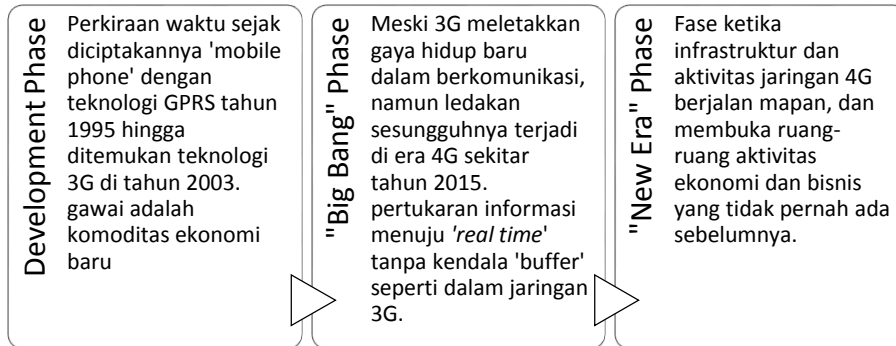 Development Phase
Perkiraan waktu sejak
diciptakannya 'mobile
phone' dengan
teknologi GPRS tahun
1995 hingga
ditemukan teknologi
3G di tahun 2003.
gawai adalah
komoditas ekonomi
baru
"Big Bang" Phase
Meski 3G meletakkan
gaya hidup baru
dalam berkomunikasi,
namun ledakan
sesungguhnya terjadi
di era 4G sekitar
tahun 2015.
pertukaran informasi
menuju 'real time'
tanpa kendala 'buffer'
seperti dalam jaringan
3G.
"New Era" Phase
Fase ketika
infrastruktur dan
aktivitas jaringan 4G
berjalan mapan, dan
membuka ruang-
ruang aktivitas
ekonomi dan bisnis
yang tidak pernah ada
sebelumnya.